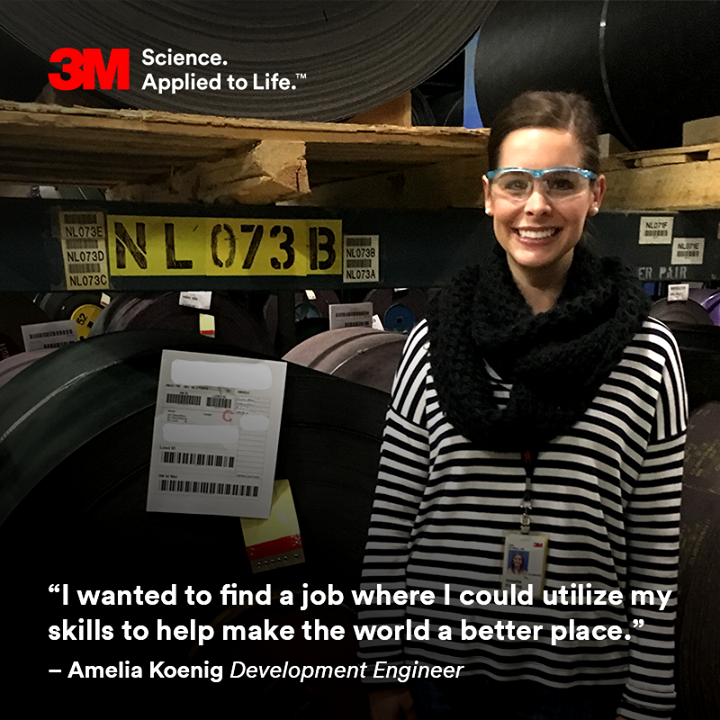 3M Science.
Applied to Life.™
NL073E
NL073D
NL073C
NL 073 B
NL073B
NL073A
NL071F
NL071E
ER PAIR
3M
“I wanted to find a job where I could utilize my
skills to help make the world a better place.”
– Amelia Koenig Development Engineer